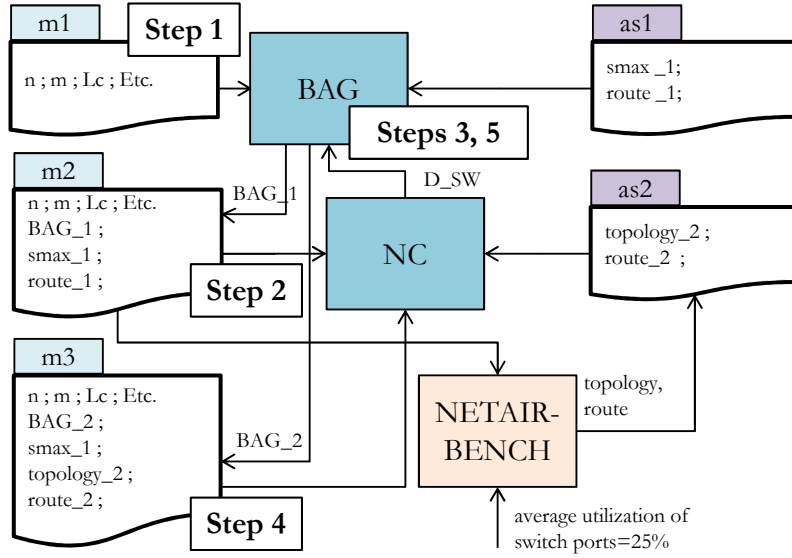 m1
Step 1
n ; m ; Lc ; Etc.
BAG
Steps 3, 5
as1
smax _1;
route _1;
m2
n ; m ; Lc ; Etc.
BAG_1 ;
smax_1 ;
route_1 ;
Step 2
BAG_1
D_SW
NC
as2
topology_2 ;
route_2 ;
m3
n ; m ; Lc ; Etc.
BAG_2 ;
smax_1 ;
topology_2 ;
route_2 ;
Step 4
BAG_2
NETAIR-
BENCH
topology,
route
average utilization of
switch ports=25%